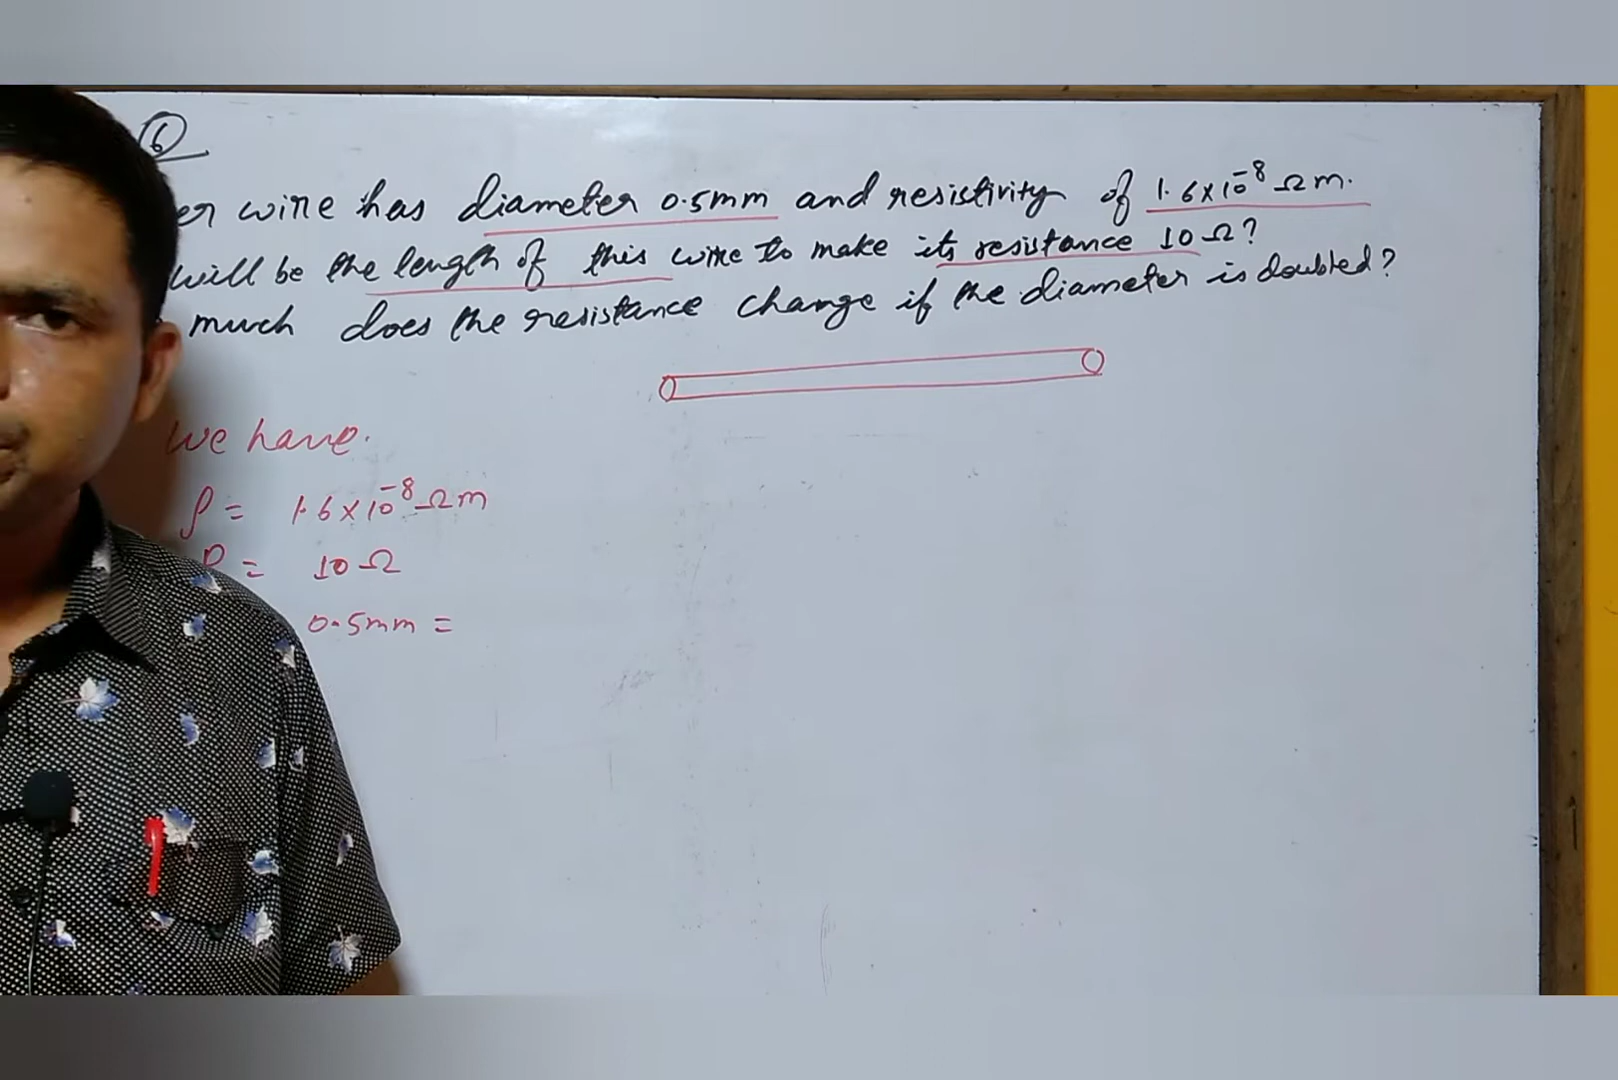 6
er wire has diameter 0.5mm and resistivity of 1.6×10⁻⁸ Ωm.
will be the length of this wire to make its resistance 10Ω?
much does the resistance change if the diameter is doubled?
We have.
ρ = 1.6×10⁻⁸ Ωm
R = 10Ω
0.5mm =